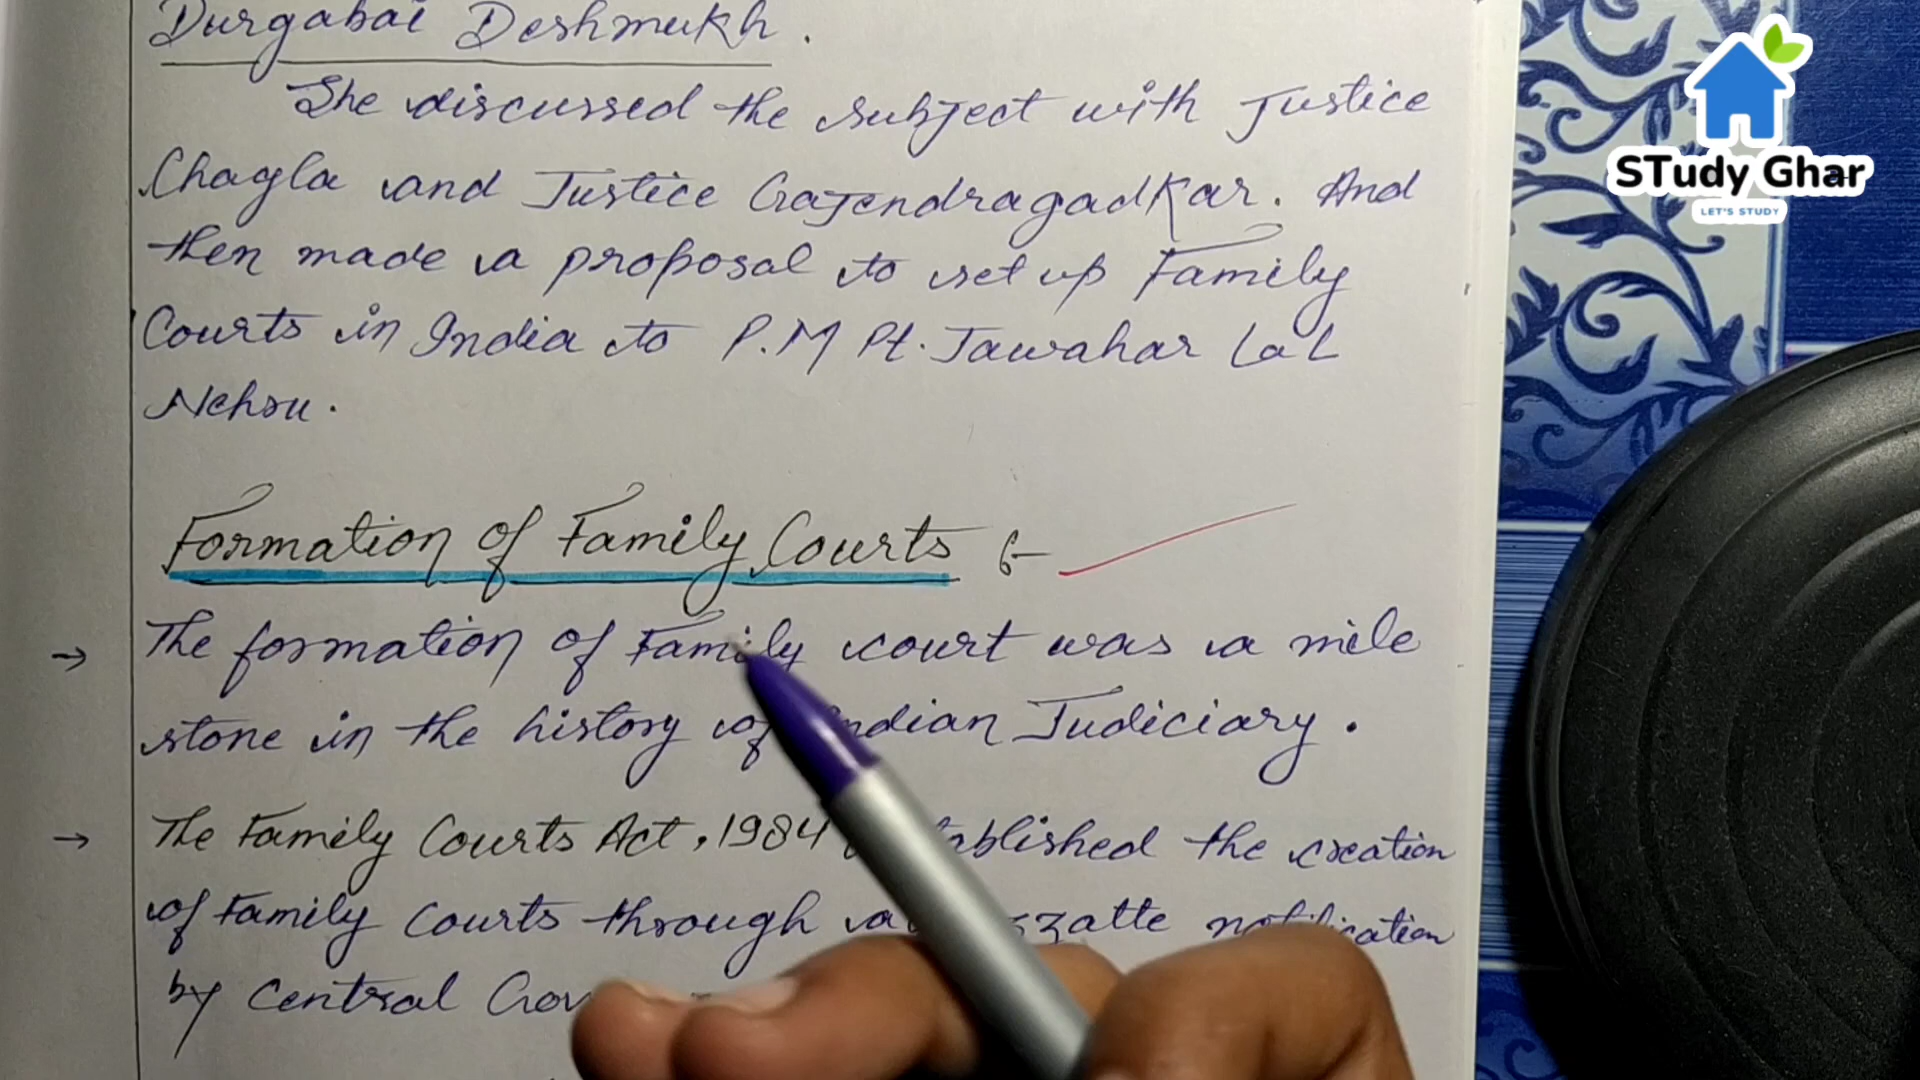 Durgabai Deshmukh.
She discussed the subject with Justice
Chagla and Justice Gajendragadkar. And
then made a proposal to set up Family
Courts in India to P.M Pt. Jawahar Lal
Nehru.
Formation of Family Courts :-
→ The formation of Family court was a mile
stone in the history of Indian Judiciary.
→ The Family Courts Act, 1984 established the creation
of Family Courts through notification
by Central
STudy Ghar
LET'S STUDY